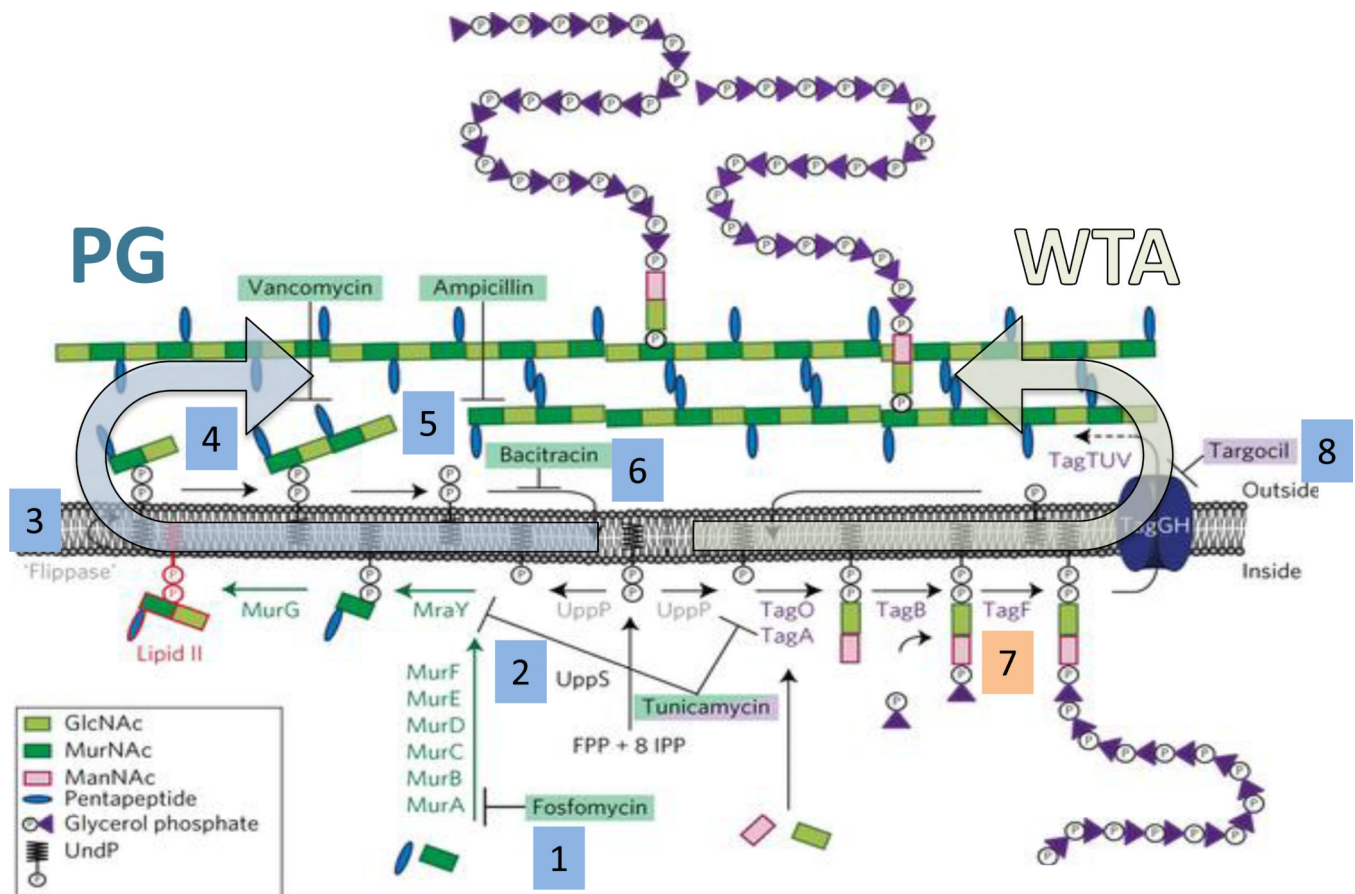 PG
WTA
Vancomycin
Ampicillin
4
5
Bacitracin
6
TagTUV
Targocil
8
Outside
3
TagGH
'Flippase'
Inside
MurG
MraY
UppP
UppP
TagO
TagA
TagB
TagF
Lipid II
2
7
MurF
MurE
MurD
MurC
MurB
MurA
UppS
Tunicamycin
FPP + 8 IPP
Fosfomycin
1
GlcNAc
MurNAc
ManNAc
Pentapeptide
P Glycerol phosphate
UndP
P